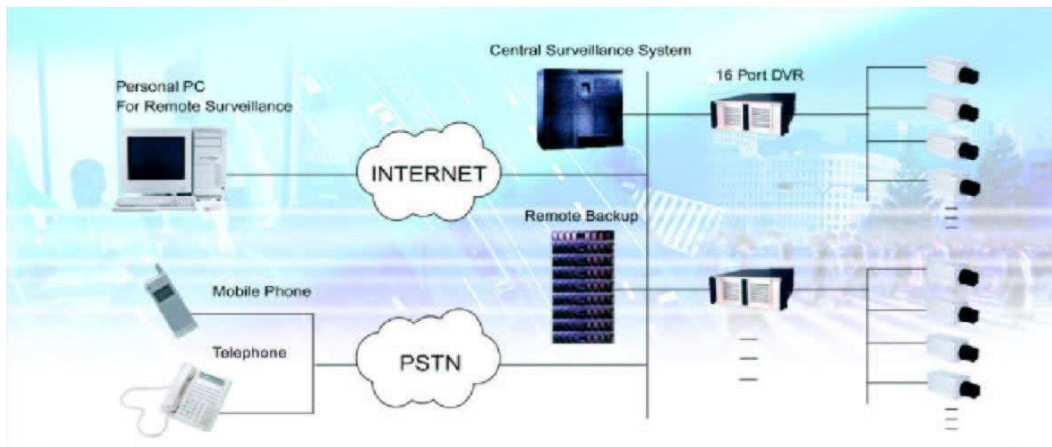 Central Surveillance System
16 Port DVR
Personal PC
For Remote Surveillance
INTERNET
Remote Backup
Mobile Phone
Telephone
PSTN